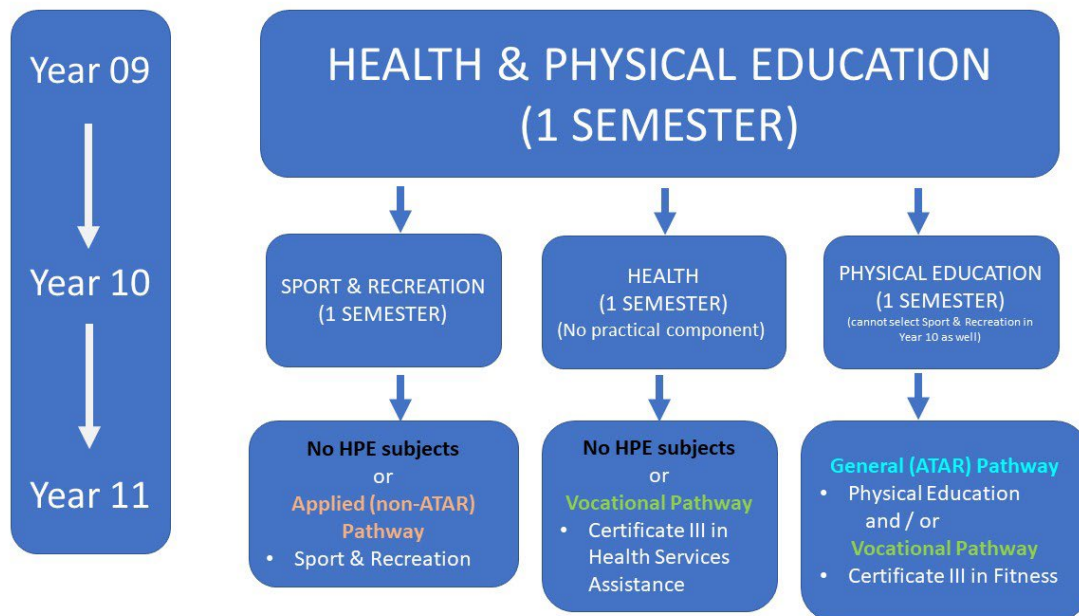 Year 09
Year 10
Year 11
HEALTH & PHYSICAL EDUCATION
(1 SEMESTER)
SPORT & RECREATION
(1 SEMESTER)
HEALTH
(1 SEMESTER)
(No practical component)
PHYSICAL EDUCATION
(1 SEMESTER)
(cannot select Sport & Recreation in
Year 10 as well)
No HPE subjects
or
Applied (non-ATAR)
Pathway
• Sport & Recreation
No HPE subjects
or
Vocational Pathway
• Certificate III in
Health Services
Assistance
General (ATAR) Pathway
• Physical Education
and / or
Vocational Pathway
• Certificate III in Fitness